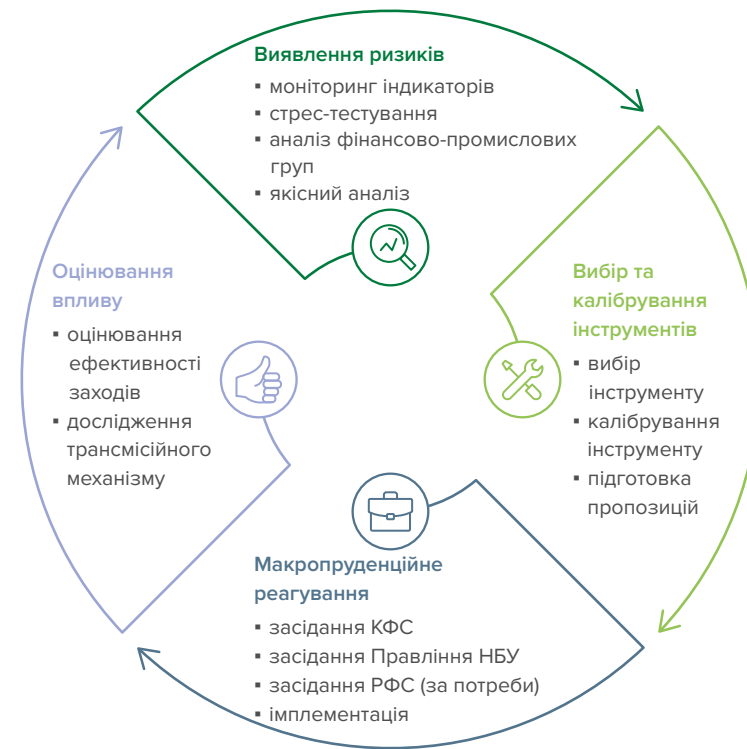 Виявлення ризиків
▪ моніторинг індикаторів
▪ стрес-тестування
▪ аналіз фінансово-промислових
груп
▪ якісний аналіз
Вибір та
калібрування
інструментів
▪ вибір
інструменту
▪ калібрування
інструменту
▪ підготовка
пропозицій
Макропруденційне
реагування
▪ засідання КФС
▪ засідання Правління НБУ
▪ засідання РФС (за потреби)
▪ імплементація
Оцінювання
впливу
▪ оцінювання
ефективності
заходів
▪ дослідження
трансмісійного
механізму